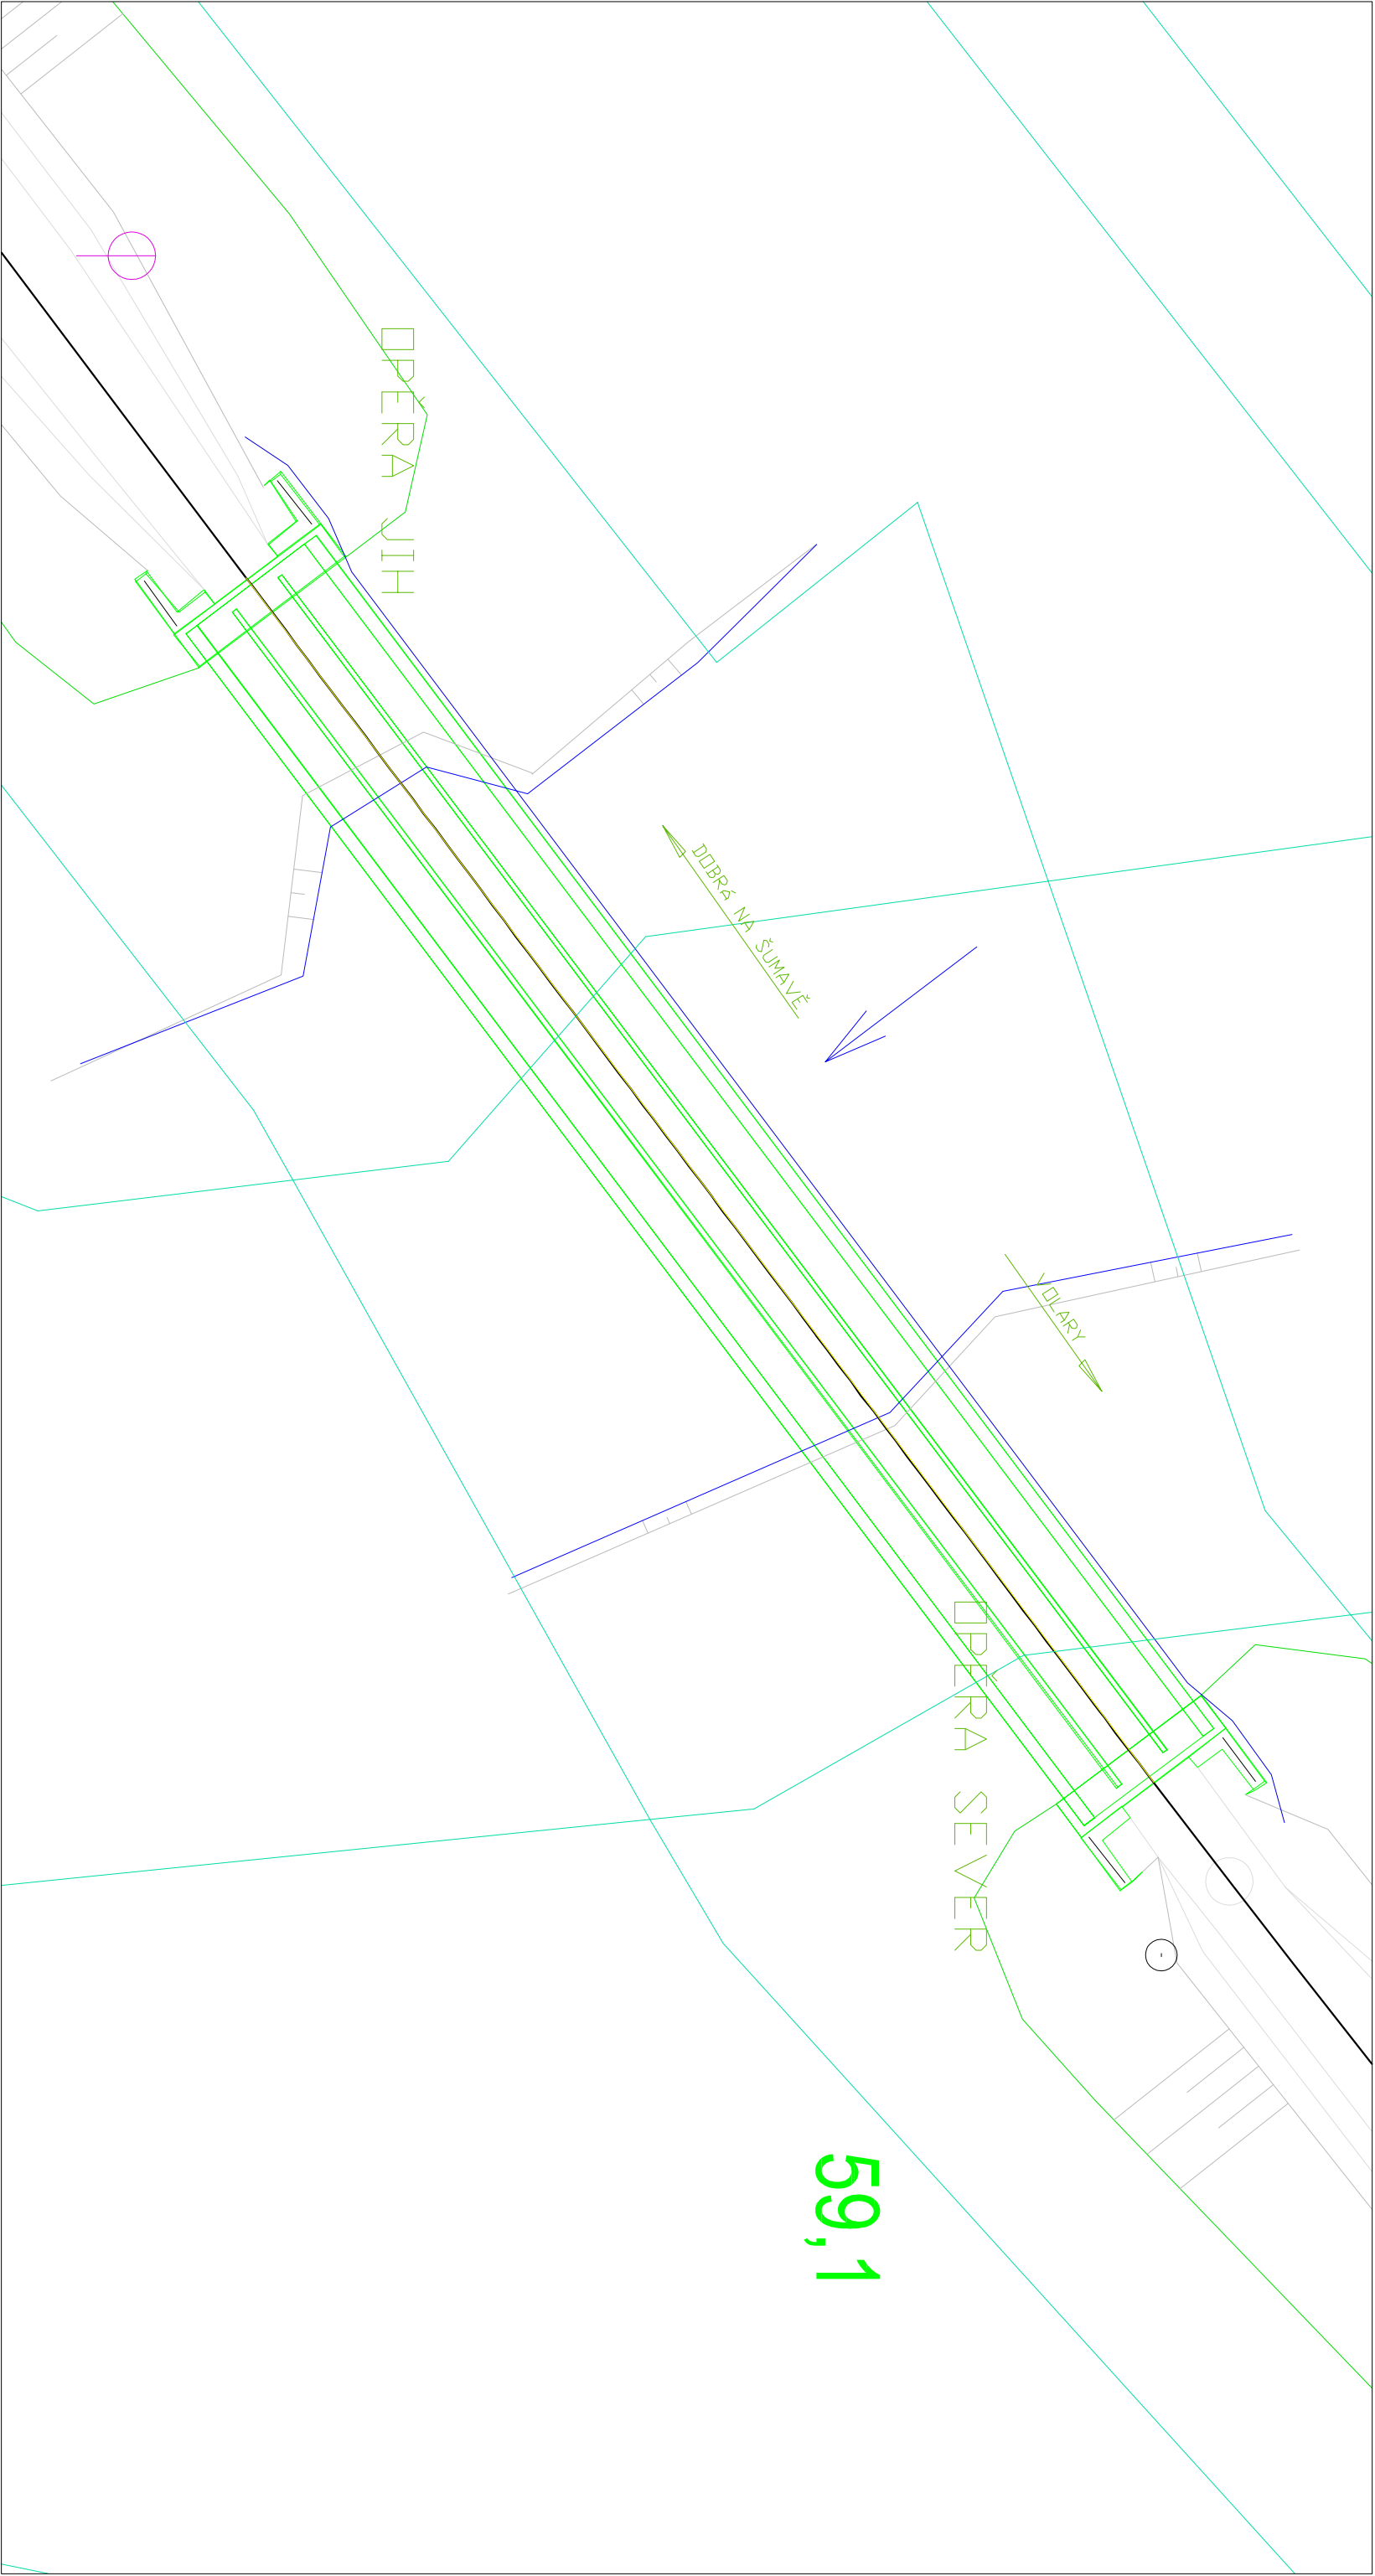 OPĚRA JIH
DOBRÁ NA ŠUMAVĚ
VOLARY
OPĚRA SEVER
59,1